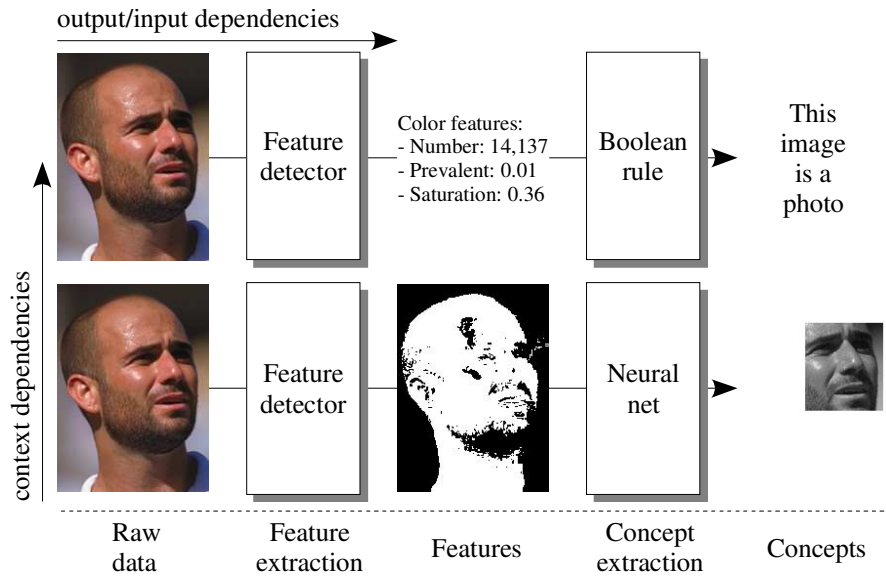 output/input dependencies
Feature
detector
Color features:
- Number: 14,137
- Prevalent: 0.01
- Saturation: 0.36
Boolean
rule
This
image
is a
photo
context dependencies
Feature
detector
Neural
net
Raw
data
Feature
extraction
Features
Concept
extraction
Concepts